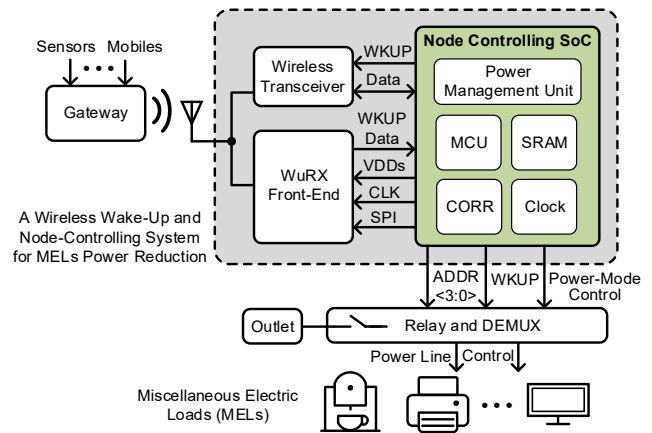 Sensors Mobiles
Gateway
Wireless
Transceiver
WKUP
Data
Node Controlling SoC
Power
Management Unit
MCU
SRAM
CORR
Clock
WuRX
Front-End
WKUP
Data
VDDs
CLK
SPI
A Wireless Wake-Up and
Node-Controlling System
for MELs Power Reduction
ADDR
<3:0>
WKUP
Power-Mode
Control
Outlet
Relay and DEMUX
Power Line
Control
Miscellaneous Electric
Loads (MELs)